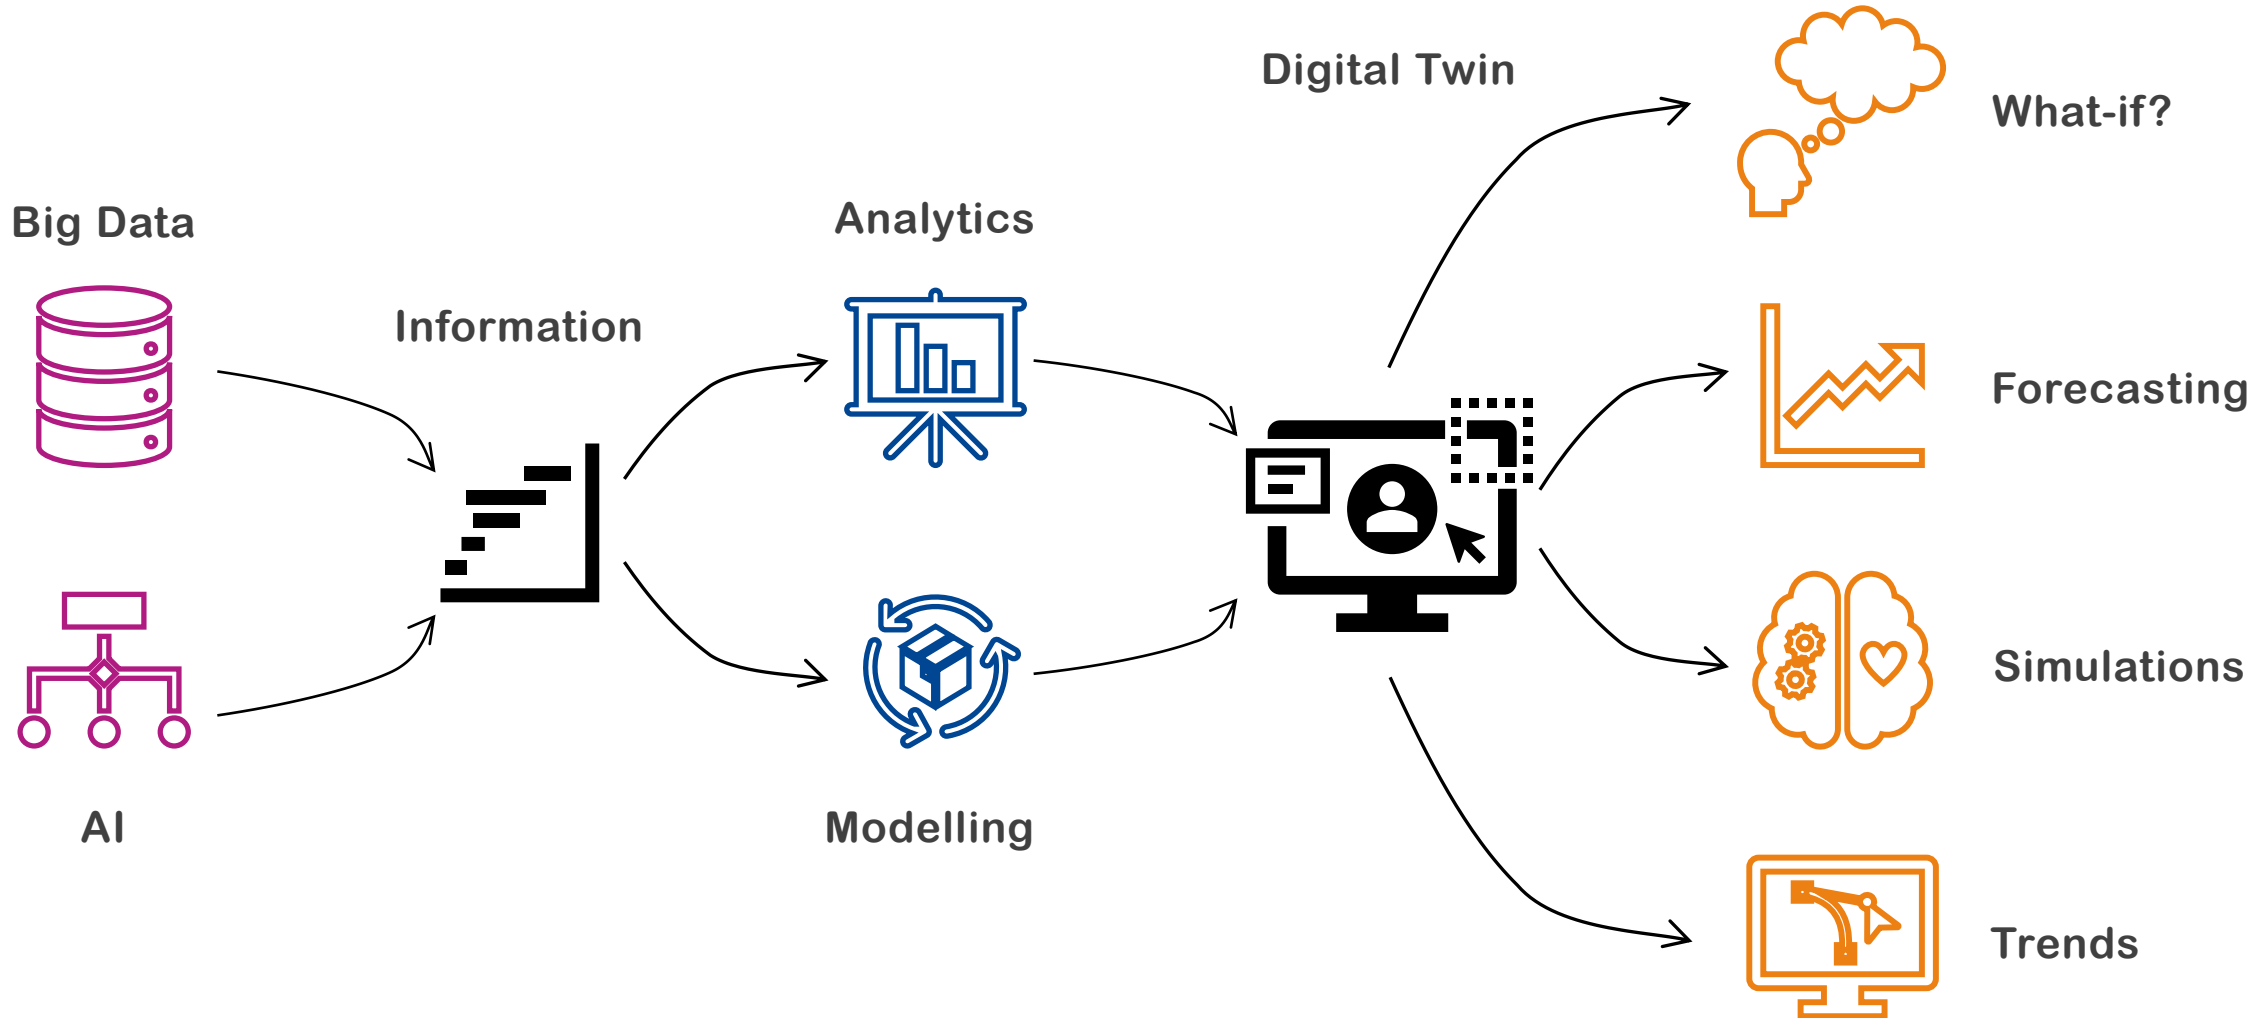 Big Data
AI
Information
Analytics
Modelling
Digital Twin
What-if?
Forecasting
Simulations
Trends